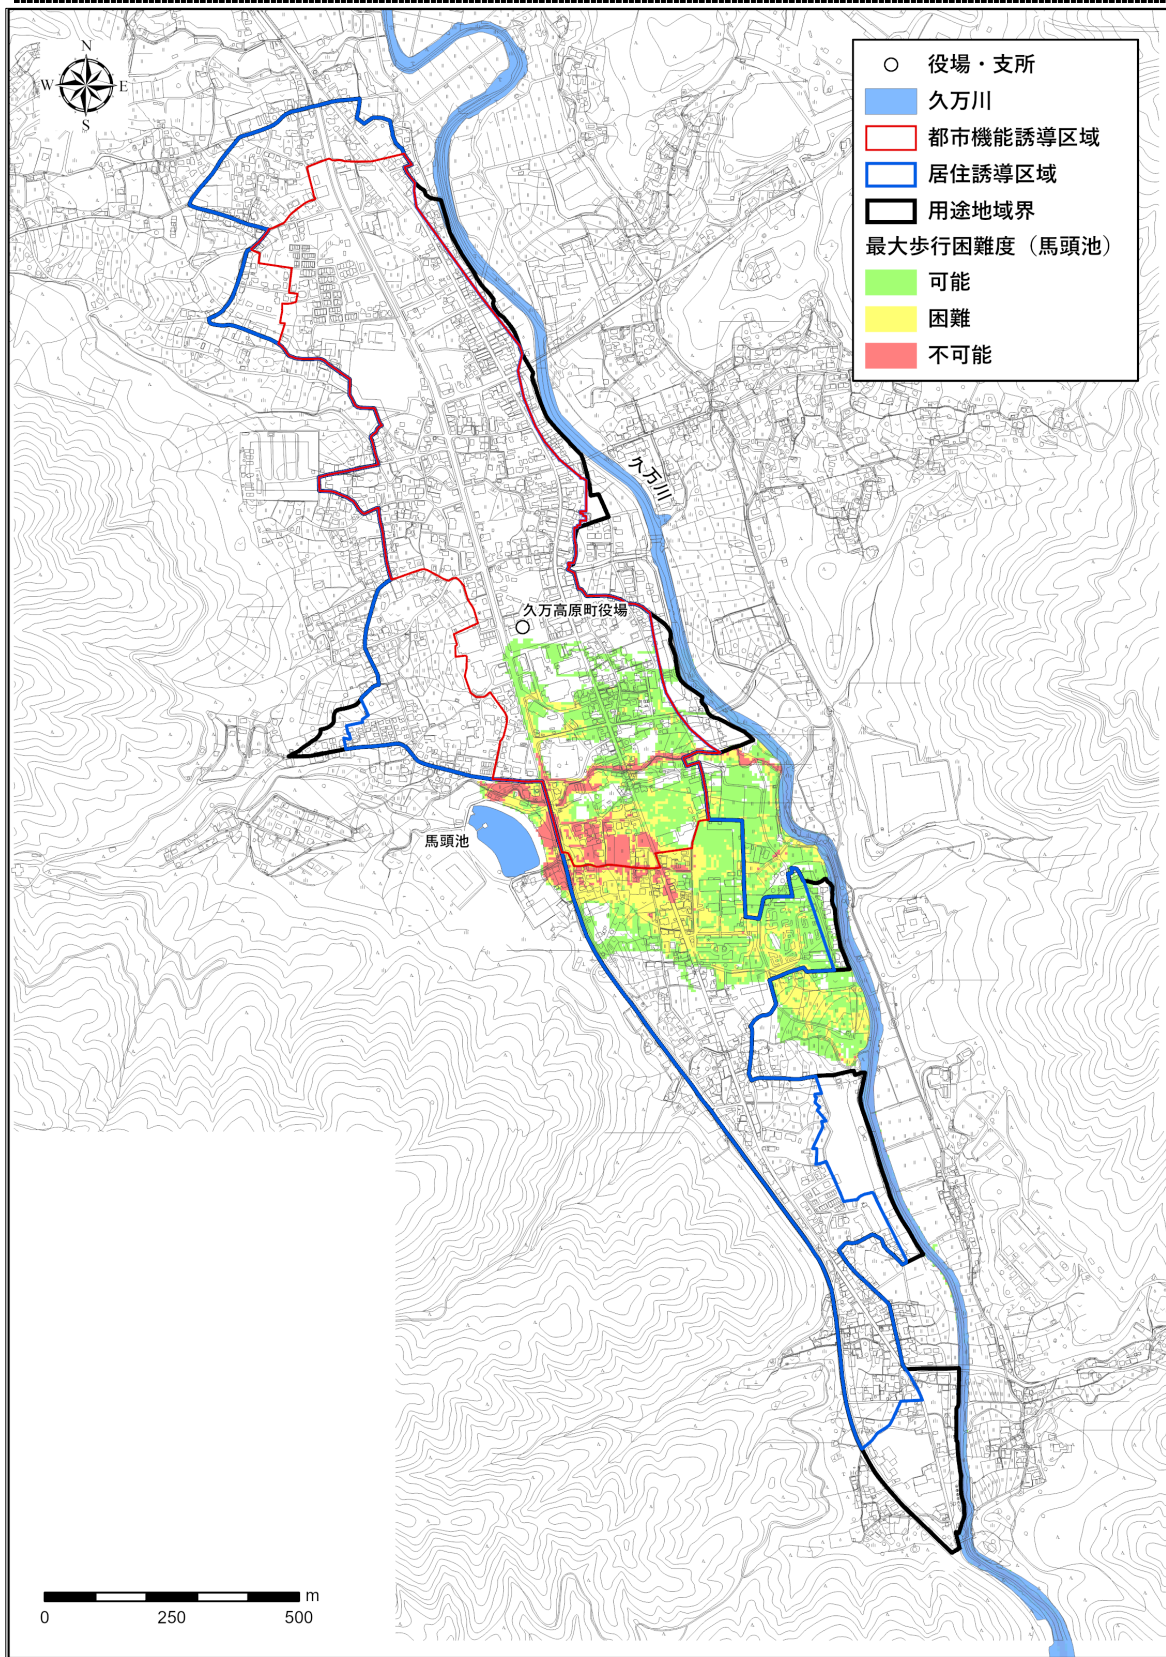 N
W
E
S
役場・支所
久万川
都市機能誘導区域
居住誘導区域
用途地域界
最大歩行困難度（馬頭池）
可能
困難
不可能
久万川
久万高原町役場
馬頭池
m
0
250
500